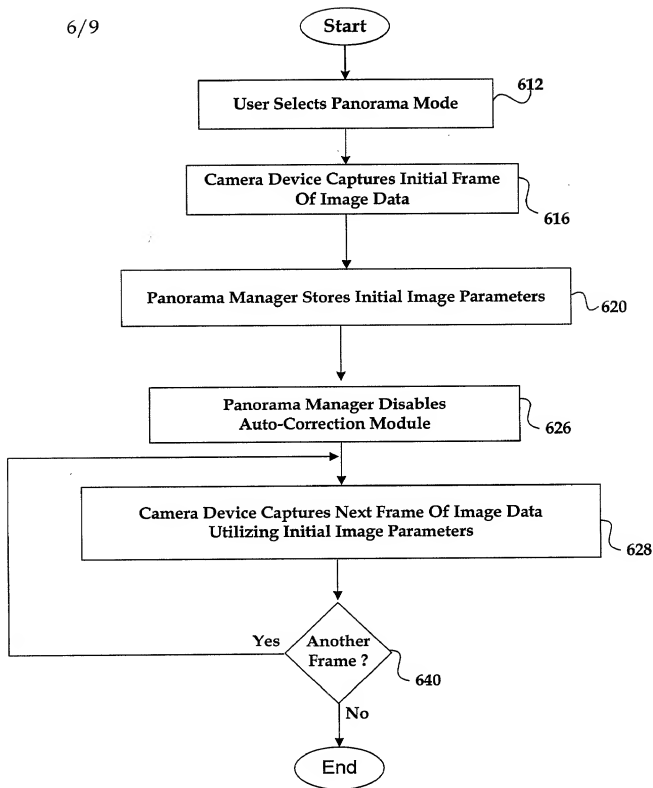 6/9
Start
User Selects Panorama Mode
612
Camera Device Captures Initial Frame
Of Image Data
616
Panorama Manager Stores Initial Image Parameters
620
Panorama Manager Disables
Auto-Correction Module
626
Camera Device Captures Next Frame Of Image Data
Utilizing Initial Image Parameters
628
Yes
Another
Frame ?
640
No
End